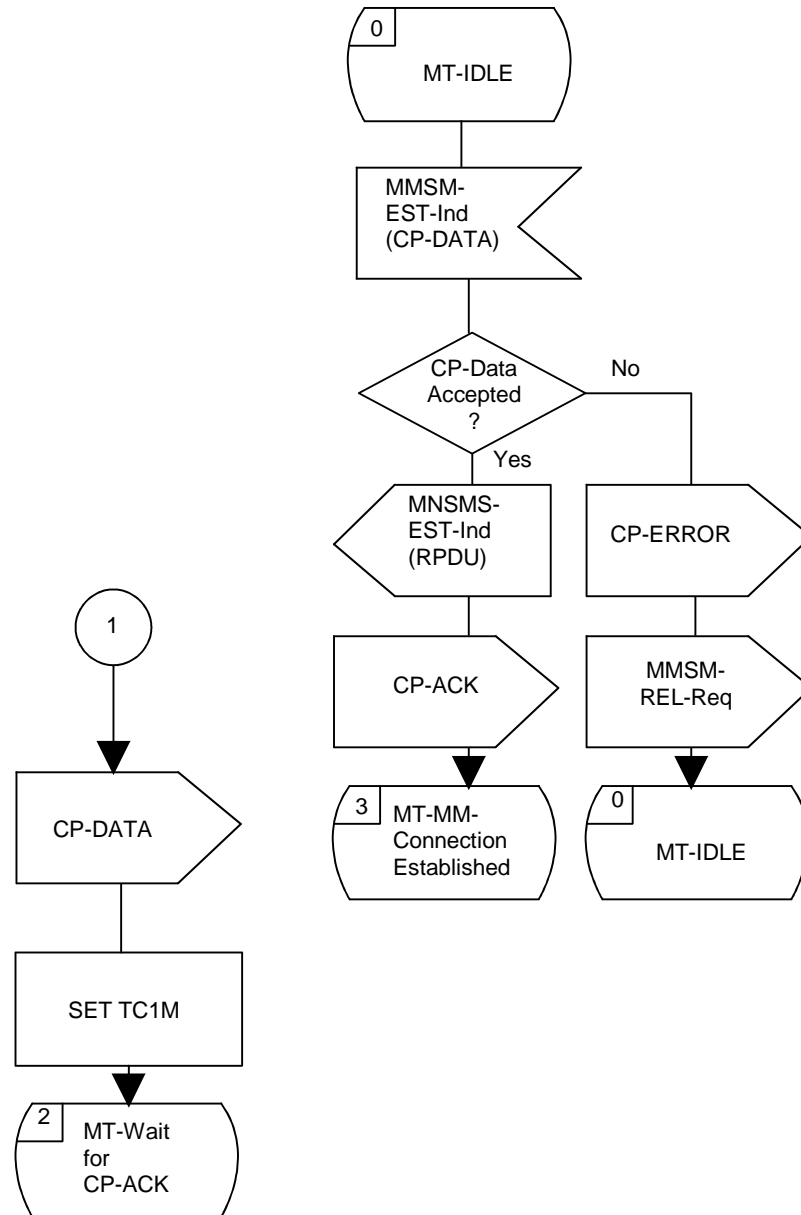 0
MT-IDLE
MMSM-
EST-Ind
(CP-DATA)
CP-Data
Accepted
?
No
Yes
MNSMS-
EST-Ind
(RPDU)
CP-ERROR
CP-ACK
MMSM-
REL-Req
3
MT-MM-
Connection
Established
0
MT-IDLE
1
CP-DATA
SET TC1M
2
MT-Wait
for
CP-ACK